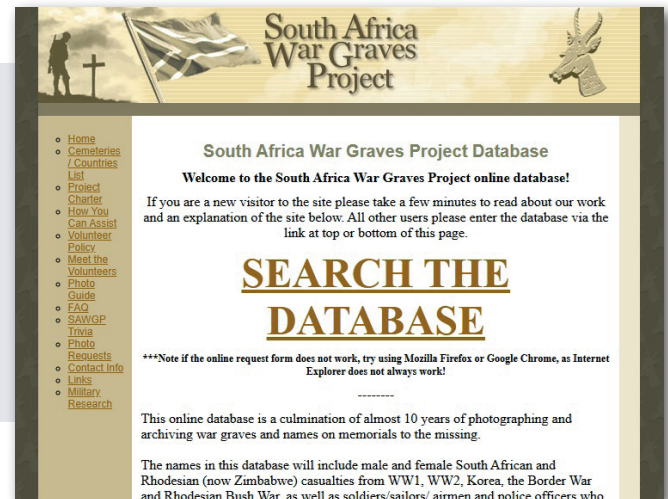 South Africa
War Graves
Project
Home
Cemeteries
/ Countries
List
Project
Charter
How You
Can Assist
Volunteer
Policy
Meet the
Volunteers
Photo
Guide
FAQ
SAWGP
Trivia
Photo
Requests
Contact Info
Links
Military
Research
South Africa War Graves Project Database
Welcome to the South Africa War Graves Project online database!
If you are a new visitor to the site please take a few minutes to read about our work
and an explanation of the site below. All other users please enter the database via the
link at top or bottom of this page.
SEARCH THE
DATABASE
***Note if the online request form does not work, try using Mozilla Firefox or Google Chrome, as Internet
Explorer does not always work!
--------
This online database is a culmination of almost 10 years of photographing and
archiving war graves and names on memorials to the missing.
The names in this database will include male and female South African and
Rhodesian (now Zimbabwe) casualties from WW1, WW2, Korea, the Border War
and Rhodesian Bush War, as well as soldiers/sailors/ airmen and police officers who